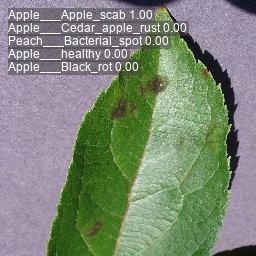 Apple___Apple_scab 1.00
Apple___Cedar_apple_rust 0.00
Peach___Bacterial_spot 0.00
Apple___healthy 0.00
Apple___Black_rot 0.00